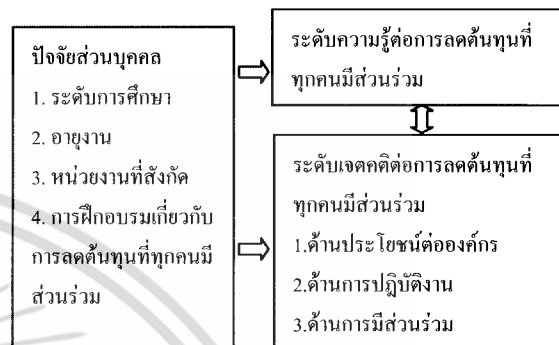 ปัจจัยส่วนบุคคล
1. ระดับการศึกษา
2. อายุงาน
3. หน่วยงานที่สังกัด
4. การฝึกอบรมเกี่ยวกับ
การลดต้นทุนที่ทุกคนมี
ส่วนร่วม
ระดับความรู้ต่อการลดต้นทุนที่
ทุกคนมีส่วนร่วม
ระดับเจตคติต่อการลดต้นทุนที่
ทุกคนมีส่วนร่วม
1.ด้านประโยชน์ต่อองค์กร
2.ด้านการปฏิบัติงาน
3.ด้านการมีส่วนร่วม